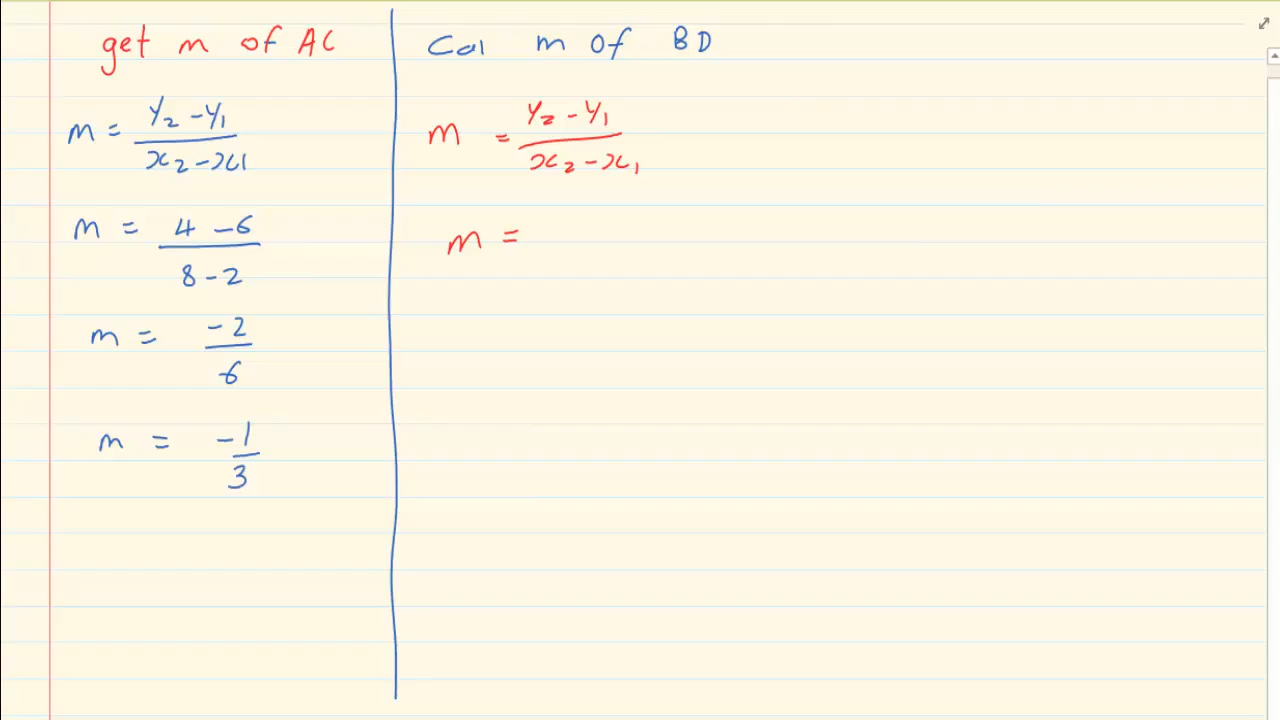 get m of AC
m = y₂ - y₁ / x₂ - x₁
m = 4 - 6 / 8 - 2
m = -2 / 6
m = -1 / 3
Cal m of BD
m = y₂ - y₁ / x₂ - x₁
m =